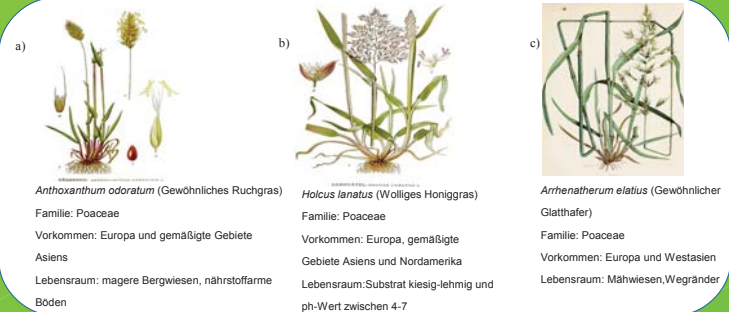 a)
Anthoxanthum odoratum (Gewöhnliches Ruchgras)
Familie: Poaceae
Vorkommen: Europa und gemäßigte Gebiete
Asiens
Lebensraum: magere Bergwiesen, nährstoffarme
Böden
b)
Holcus lanatus (Wolliges Honiggras)
Familie: Poaceae
Vorkommen: Europa, gemäßigte
Gebiete Asiens und Nordamerika
Lebensraum:Substrat kiesig-lehmig und
ph-Wert zwischen 4-7
c)
Arrhenatherum elatius (Gewöhnlicher
Glatthafer)
Familie: Poaceae
Vorkommen: Europa und Westasien
Lebensraum: Mähwiesen,Wegränder